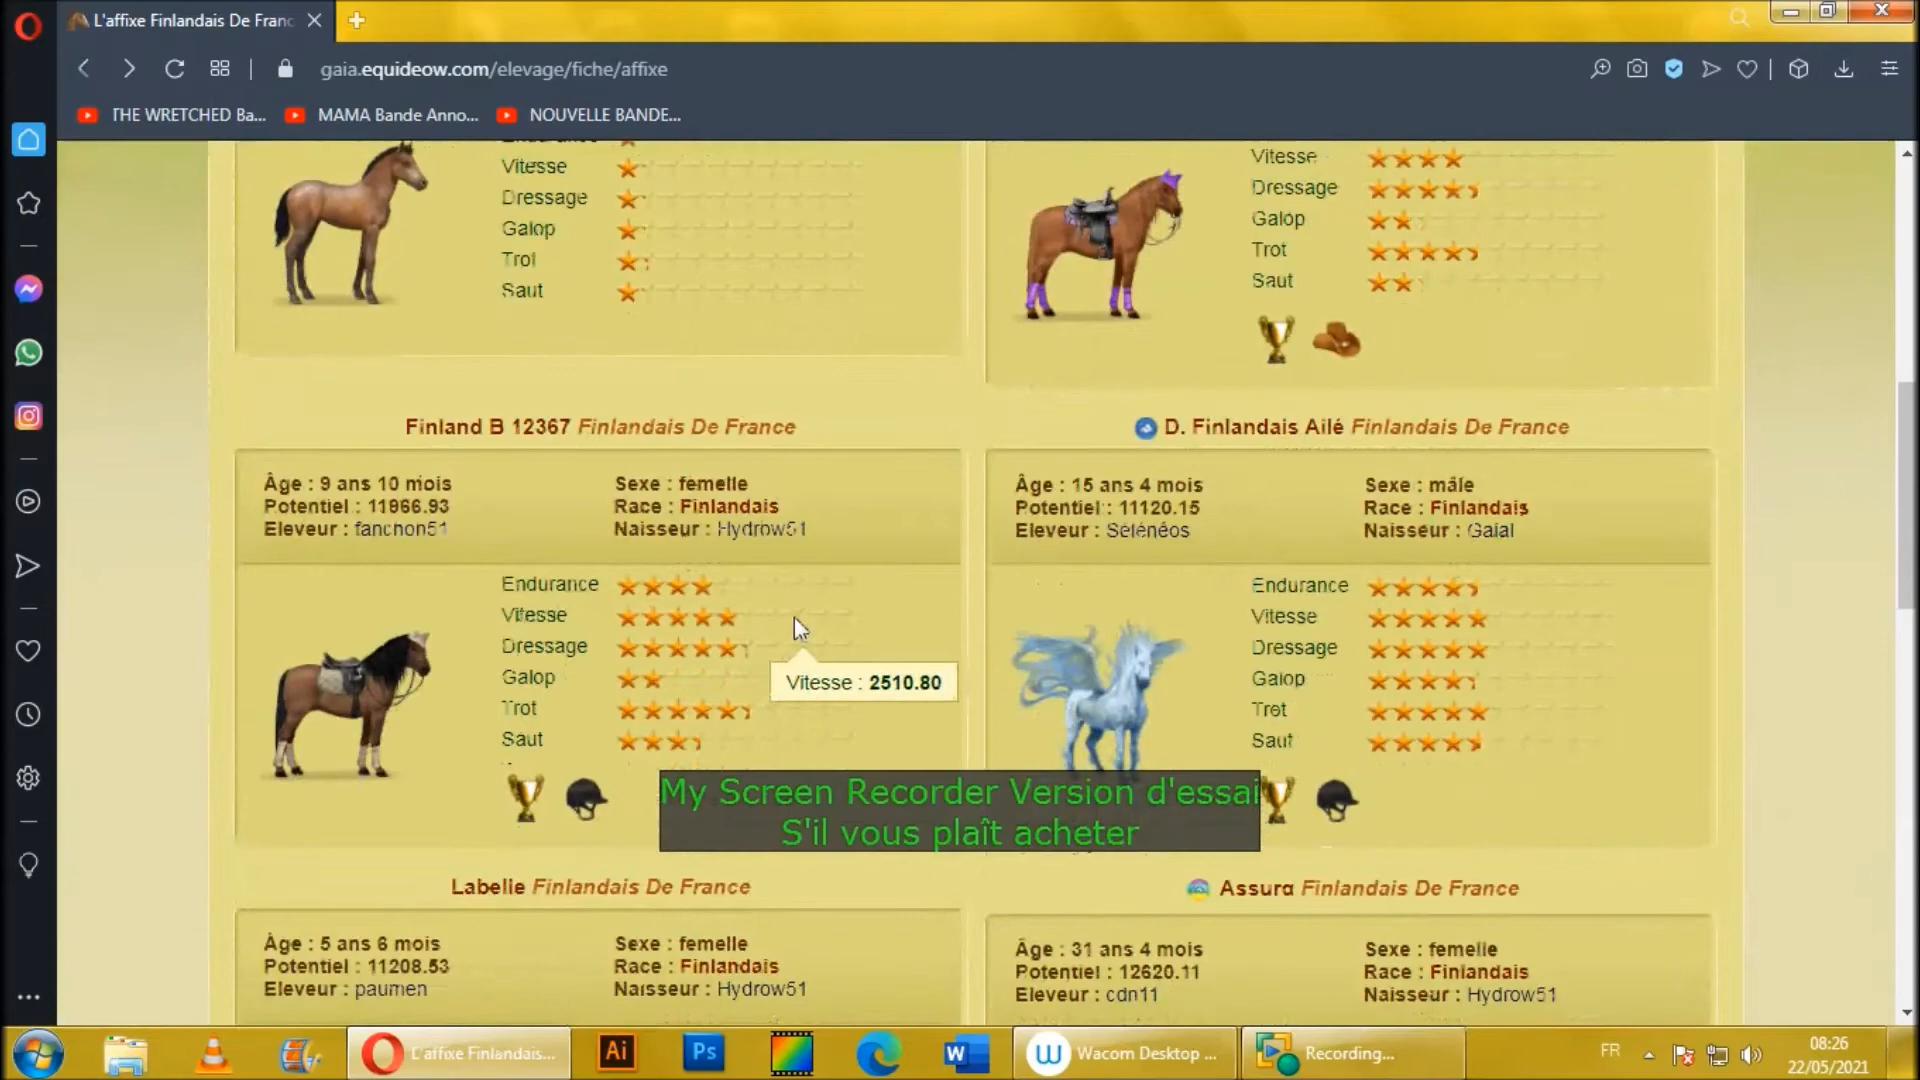 L'affixe Finlandais De Franc
gaia.equideow.com/elevage/fiche/affixe
THE WRETCHED Ba...
MAMA Bande Anno...
NOUVELLE BANDE...
Vitesse
Dressage
Galop
Trot
Saut
Vitesse
Dressage
Galop
Trot
Saut
Finland B 12367 Finlandais De France
Âge : 9 ans 10 mois
Sexe : femelle
Potentiel : 11866.93
Race : Finlandais
Eleveur : fanchon51
Naisseur : Hydrow51
Endurance
Vitesse
Dressage
Galop
Trot
Saut
Vitesse : 2510.80
D. Finlandais Ailé Finlandais De France
Âge : 15 ans 4 mois
Sexe : mâle
Potentiel : 11120.15
Race : Finlandais
Eleveur : Sélénéos
Naisseur : Gaial
Endurance
Vitesse
Dressage
Galop
Trot
Saut
My Screen Recorder Version d'essai
S'il vous plaît acheter
Labelle Finlandais De France
Âge : 5 ans 6 mois
Sexe : femelle
Potentiel : 11208.53
Race : Finlandais
Eleveur : paumen
Naisseur : Hydrow51
Assura Finlandais De France
Âge : 31 ans 4 mois
Sexe : femelle
Potentiel : 12620.11
Race : Finlandais
Eleveur : cdn11
Naisseur : Hydrow51
L'affixe Finlandais...
Ai
Ps
W
Wacom Desktop ...
Recording...
FR
08:26
22/05/2021